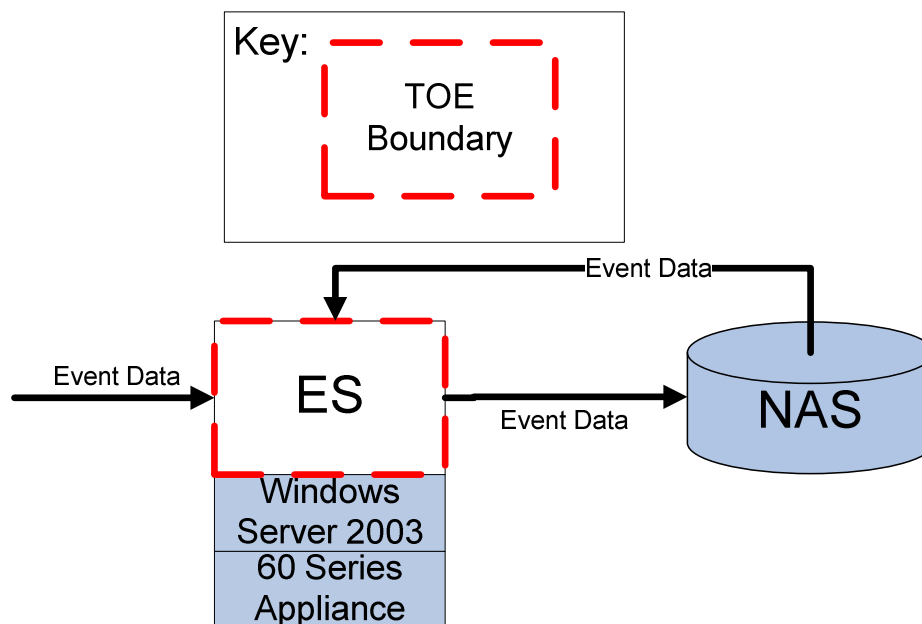 Key:
TOE
Boundary
Event Data
Event Data
ES
Event Data
NAS
Windows
Server 2003
60 Series
Appliance